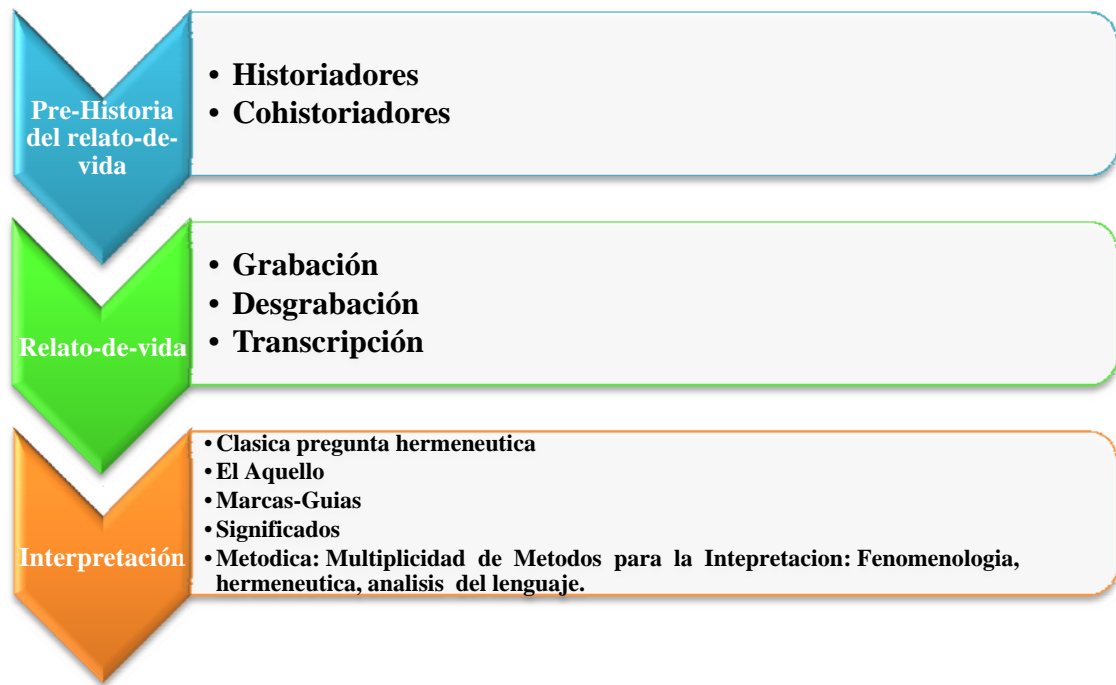 Pre-Historia
del relato-de-
vida
• Historiadores
• Cohistoriadores
Relato-de-vida
• Grabación
• Desgrabación
• Transcripción
Interpretación
• Clasica pregunta hermeneutica
• El Aquello
• Marcas-Guias
• Significados
• Metodica: Multiplicidad de Metodos para la Intepretacion: Fenomenologia,
hermeneutica, analisis del lenguaje.